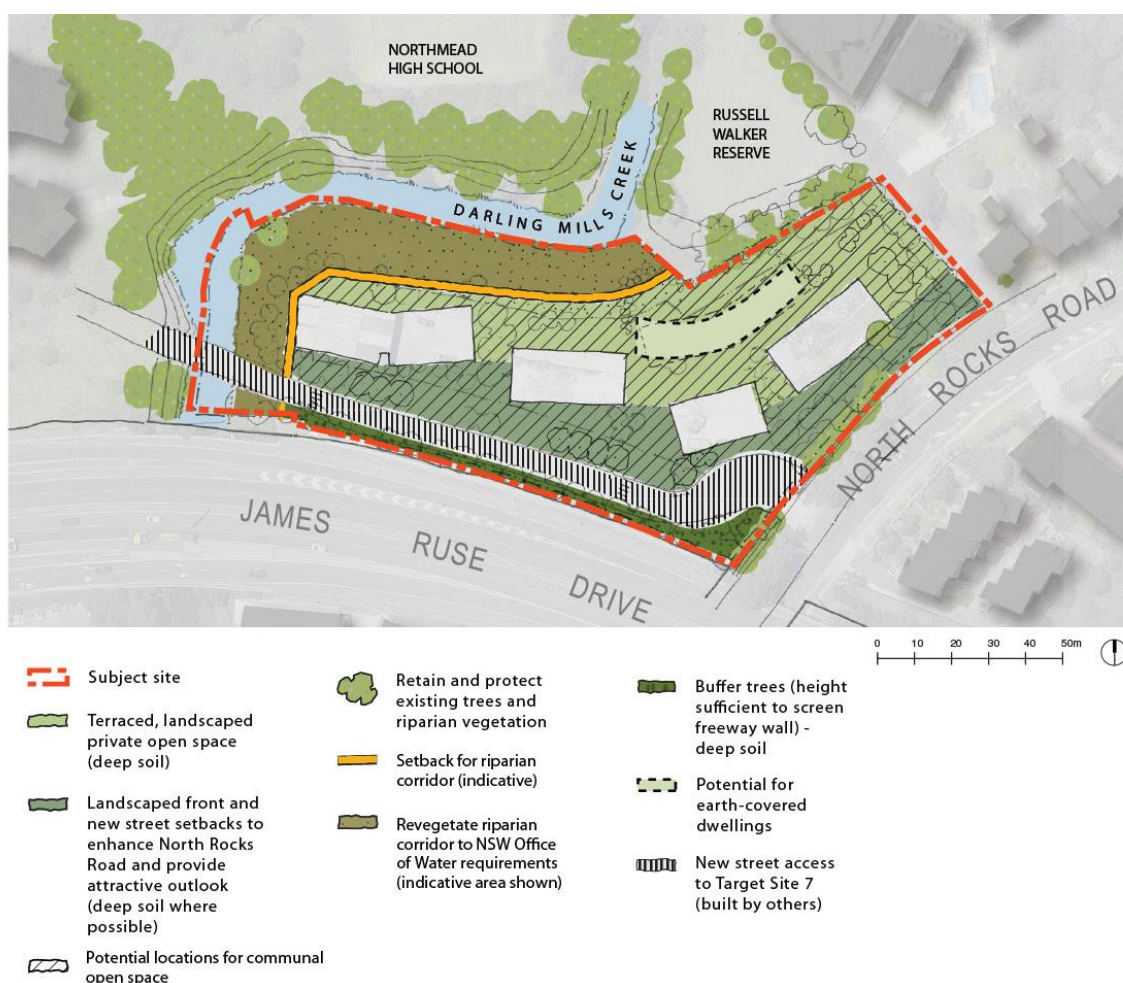 NORTHMEAD
HIGH SCHOOL
RUSSELL
WALKER
RESERVE
DARLING MILLS CREEK
NORTH ROCKS ROAD
JAMES RUSE DRIVE
0 10 20 30 40 50m
Subject site
Terraced, landscaped
private open space
(deep soil)
Landscaped front and
new street setbacks to
enhance North Rocks
Road and provide
attractive outlook
(deep soil where
possible)
Potential locations for communal
open space
Retain and protect
existing trees and
riparian vegetation
Setback for riparian
corridor (indicative)
Revegetate riparian
corridor to NSW Office
of Water requirements
(indicative area shown)
Buffer trees (height
sufficient to screen
freeway wall) -
deep soil
Potential for
earth-covered
dwellings
New street access
to Target Site 7
(built by others)